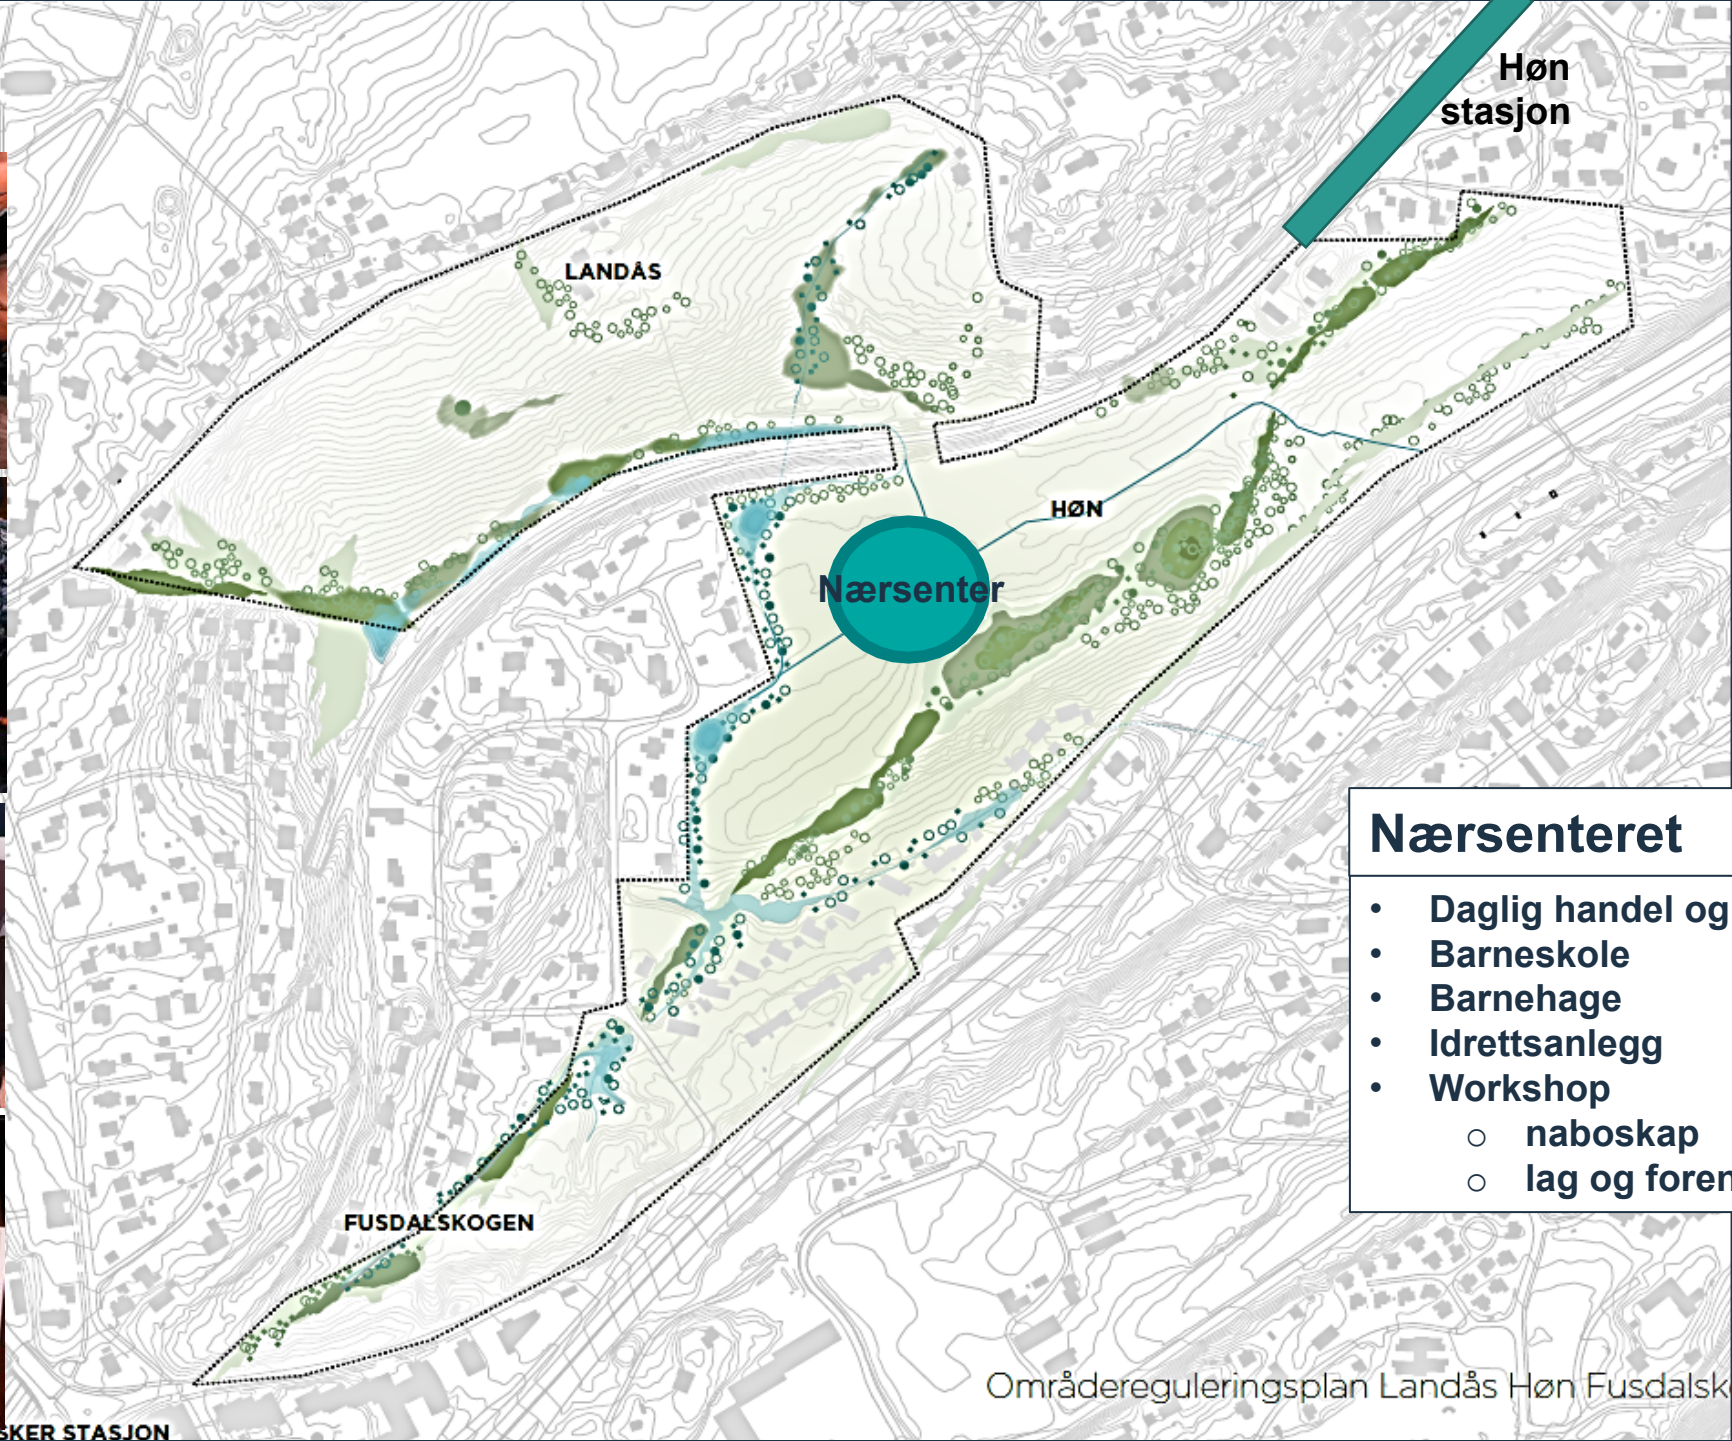 Høn
stasjon
LANDÅS
HØN
Nærsenter
Nærsenteret
• Daglig handel og
• Barneskole
• Barnehage
• Idrettsanlegg
• Workshop
○ naboskap
○ lag og foren
FUSDALSKOGEN
Områdereguleringsplan Landås Høn Fusdalsk
SKER STASJON